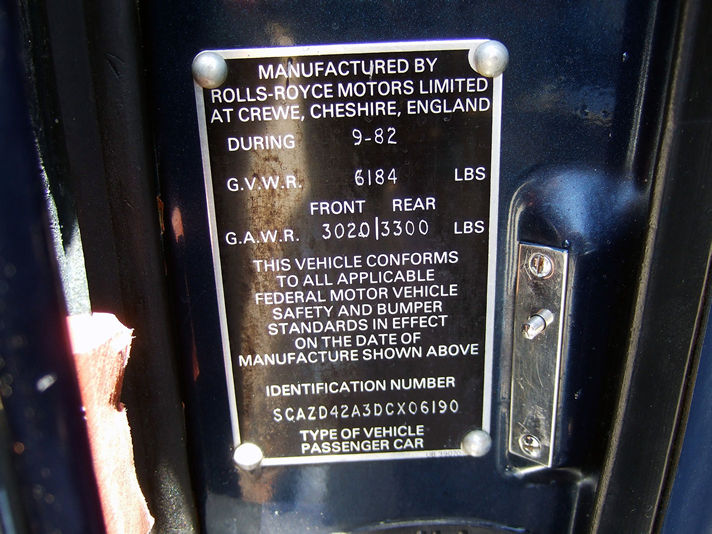 MANUFACTURED BY
ROLLS-ROYCE MOTORS LIMITED
AT CREWE, CHESHIRE, ENGLAND
DURING 9-82
G.V.W.R. 6184 LBS
FRONT REAR
G.A.W.R. 3020|3300 LBS
THIS VEHICLE CONFORMS
TO ALL APPLICABLE
FEDERAL MOTOR VEHICLE
SAFETY AND BUMPER
STANDARDS IN EFFECT
ON THE DATE OF
MANUFACTURE SHOWN ABOVE
IDENTIFICATION NUMBER
SCAZD42A3DCX06190
TYPE OF VEHICLE
PASSENGER CAR